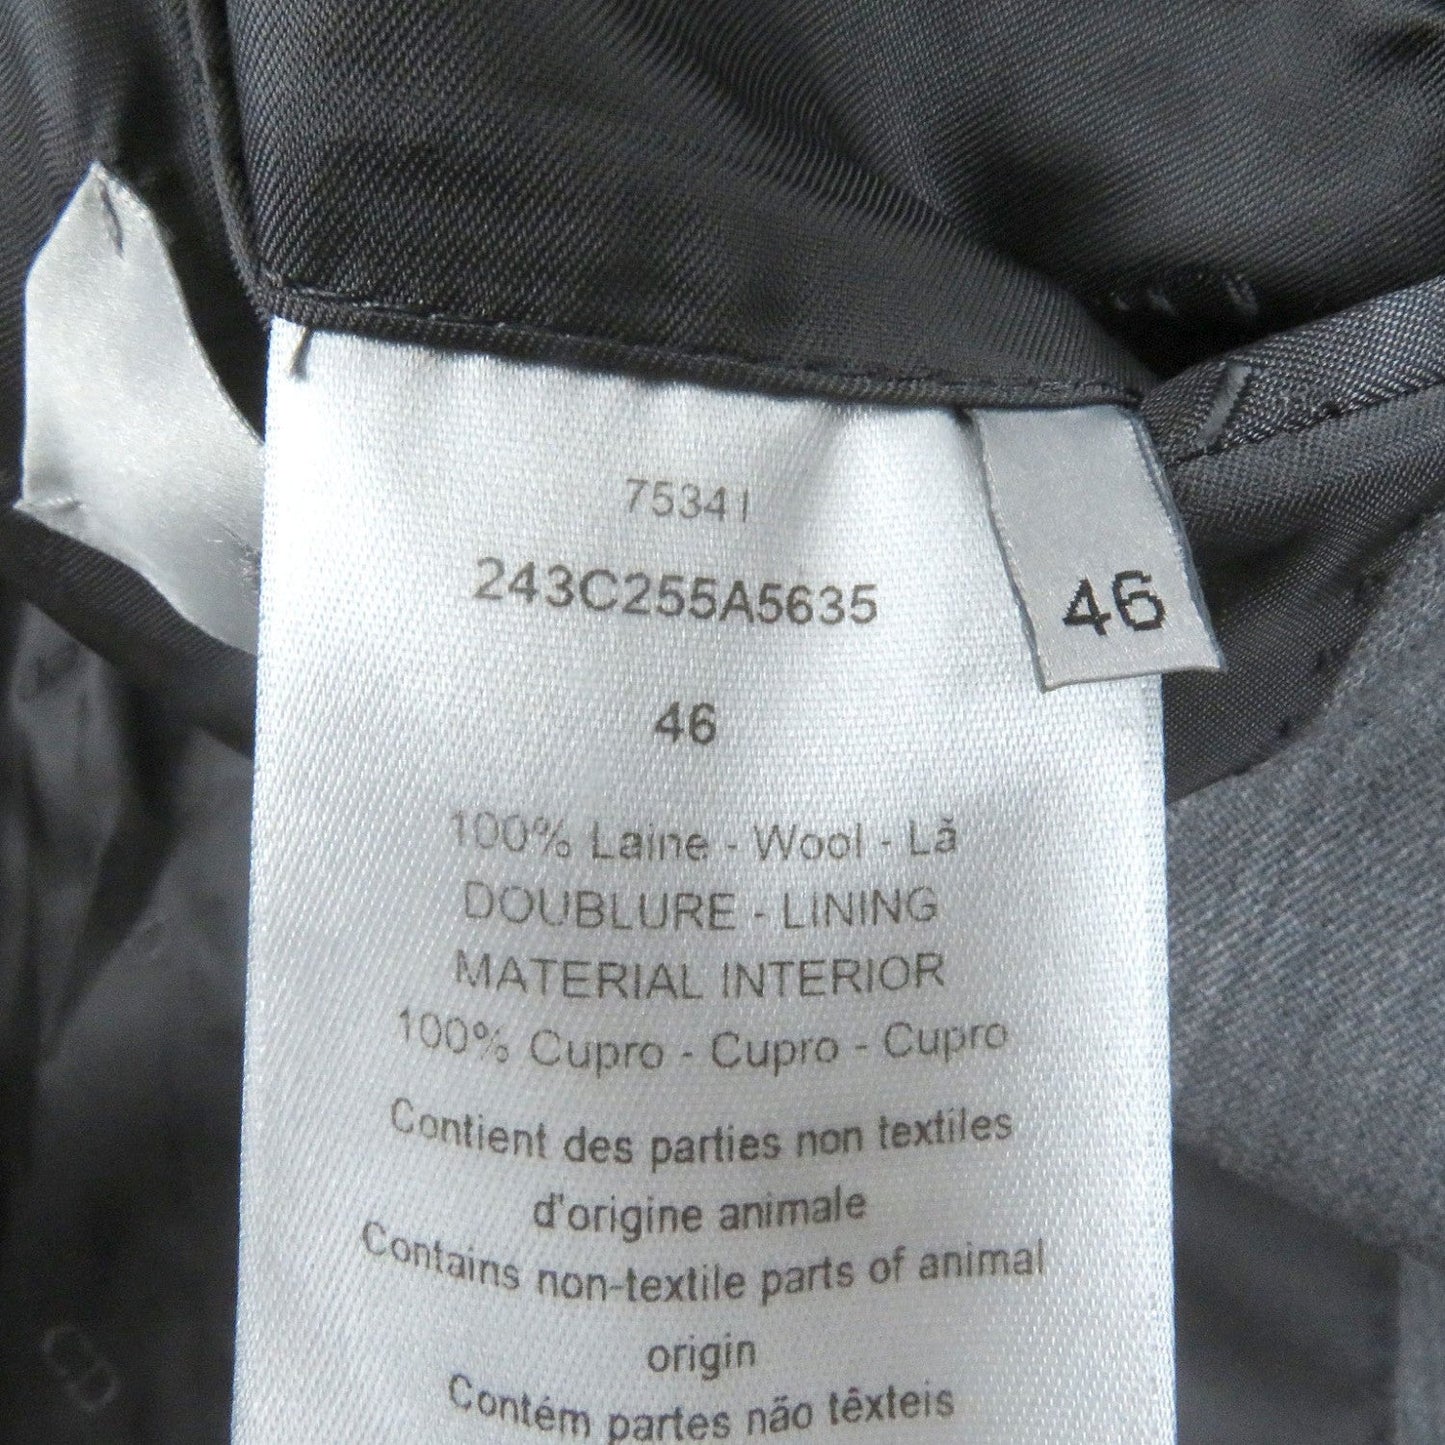 75341
243C255A5635
46
46
100% Laine - Wool - Lã
DOUBLURE - LINING
MATERIAL INTERIOR
100% Cupro - Cupro - Cupro
Contient des parties non textiles
d'origine animale
Contains non-textile parts of animal
origin
Contém partes não têxteis